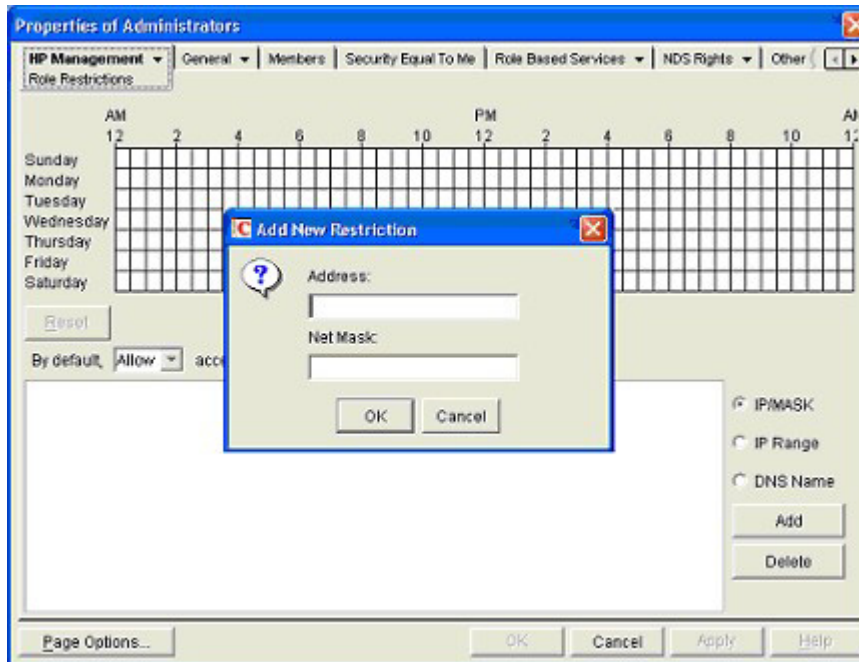 Properties of Administrators
HP Management General Members Security Equal To Me Role Based Services NDS Rights Other
Role Restrictions
AM PM AM
12 2 4 6 8 10 12 2 4 6 8 10 12
Sunday
Monday
Tuesday
Wednesday
Thursday
Friday
Saturday
Add New Restriction
Address:
Net Mask:
OK Cancel
Reset
By default, Allow
IP/MASK
IP Range
DNS Name
Add
Delete
Page Options... OK Cancel Apply Help